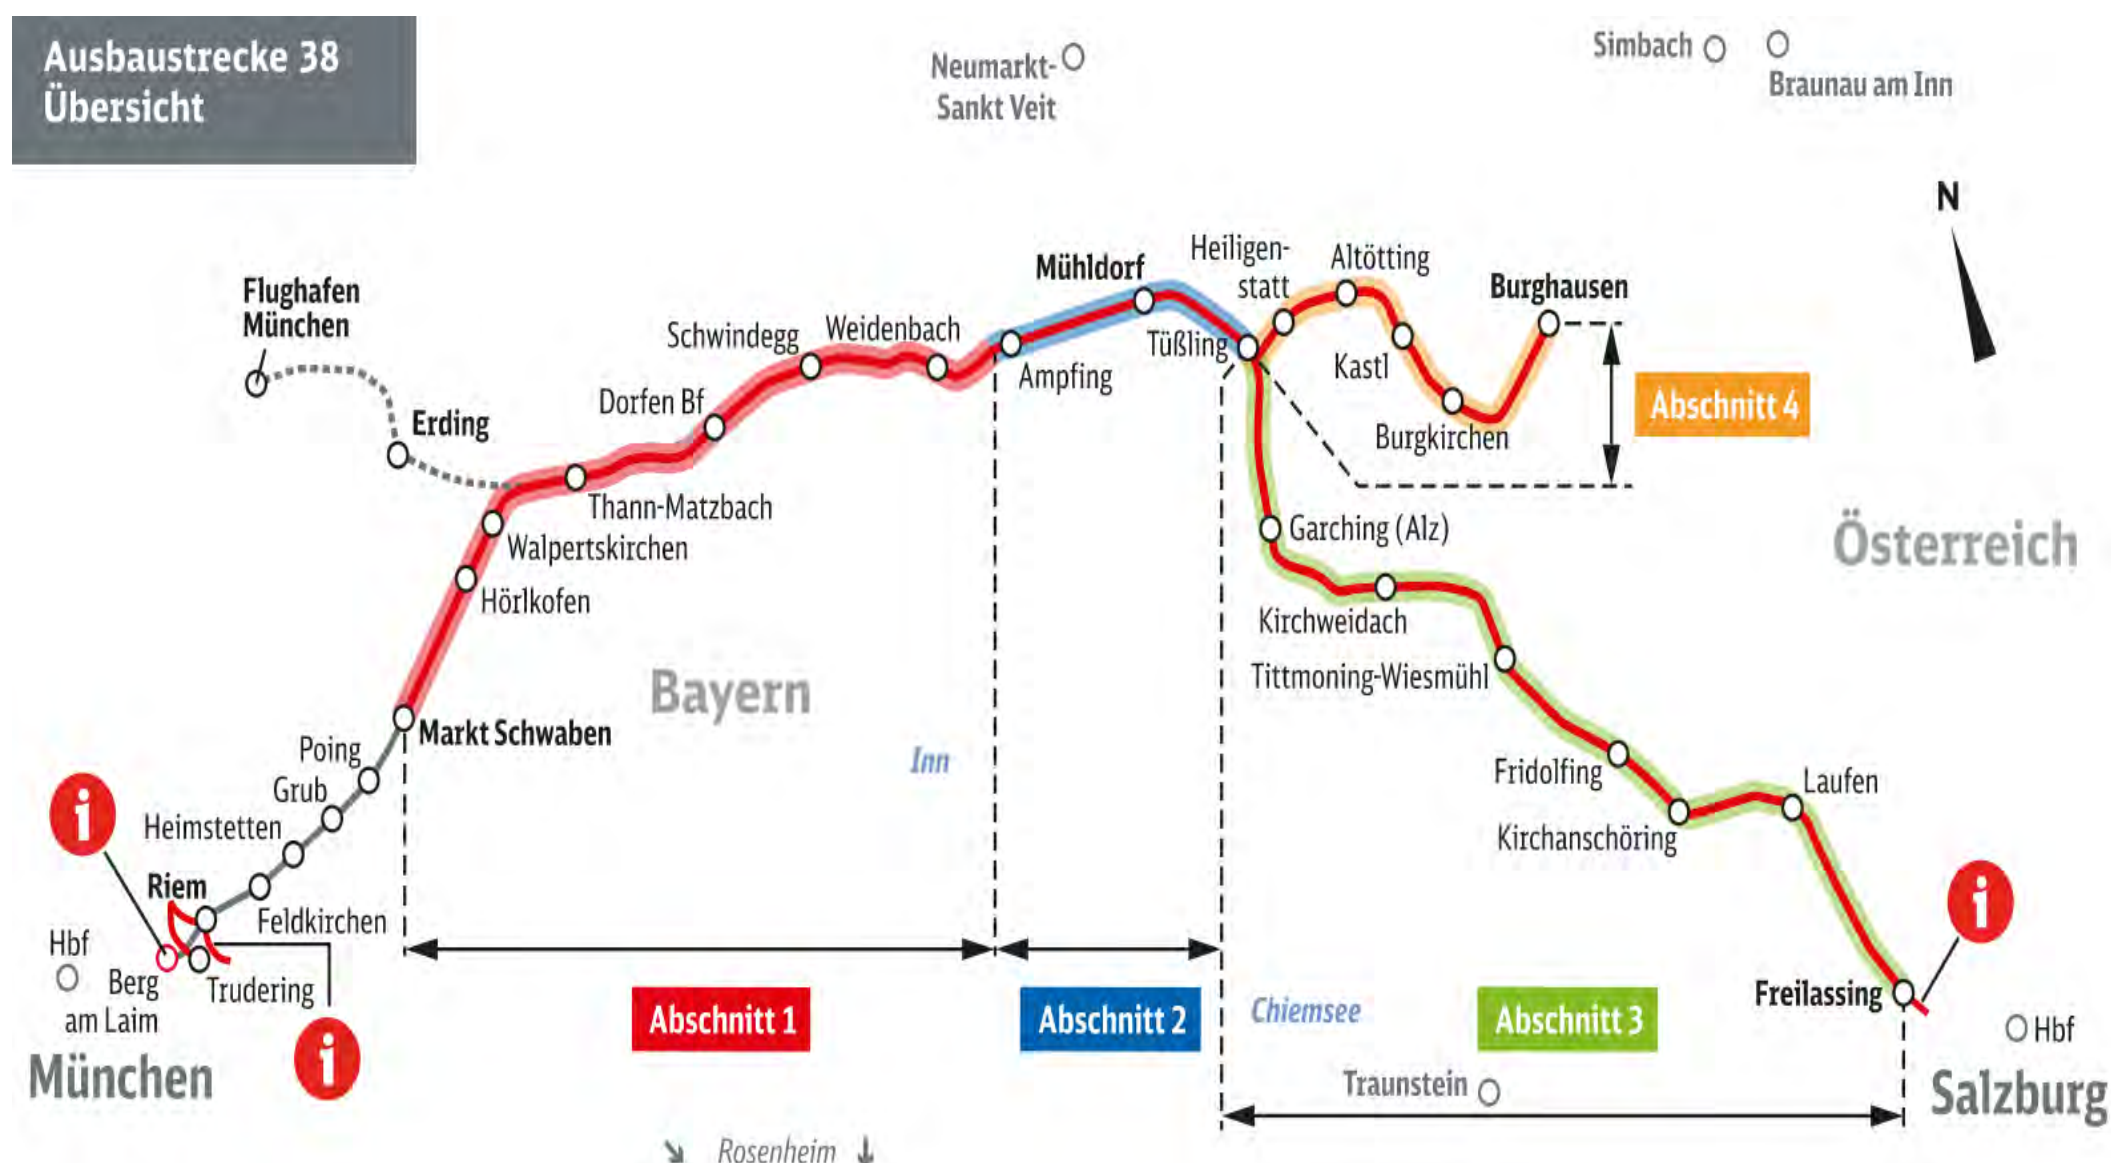 Ausbaustrecke 38
Übersicht
Neumarkt-
Sankt Veit
Simbach
Braunau am Inn
N
Flughafen
München
Erding
Schwindegg
Weidenbach
Dorfen Bf
Thann-Matzbach
Walpertskirchen
Hörlkofen
Mühldorf
Ampfing
Tüßling
Heiligen-
statt
Altötting
Kastl
Burgkirchen
Burghausen
Abschnitt 4
Österreich
Garching (Alz)
Kirchweidach
Tittmoning-Wiesmühl
Fridolfing
Kirchanschöring
Laufen
Bayern
Inn
Markt Schwaben
Poing
Grub
Heimstetten
i
Riem
Feldkirchen
Hbf
Berg
am Laim
Trudering
München
i
Abschnitt 1
Abschnitt 2
Chiemsee
Abschnitt 3
Traunstein
Freilassing
i
Hbf
Salzburg
Rosenheim